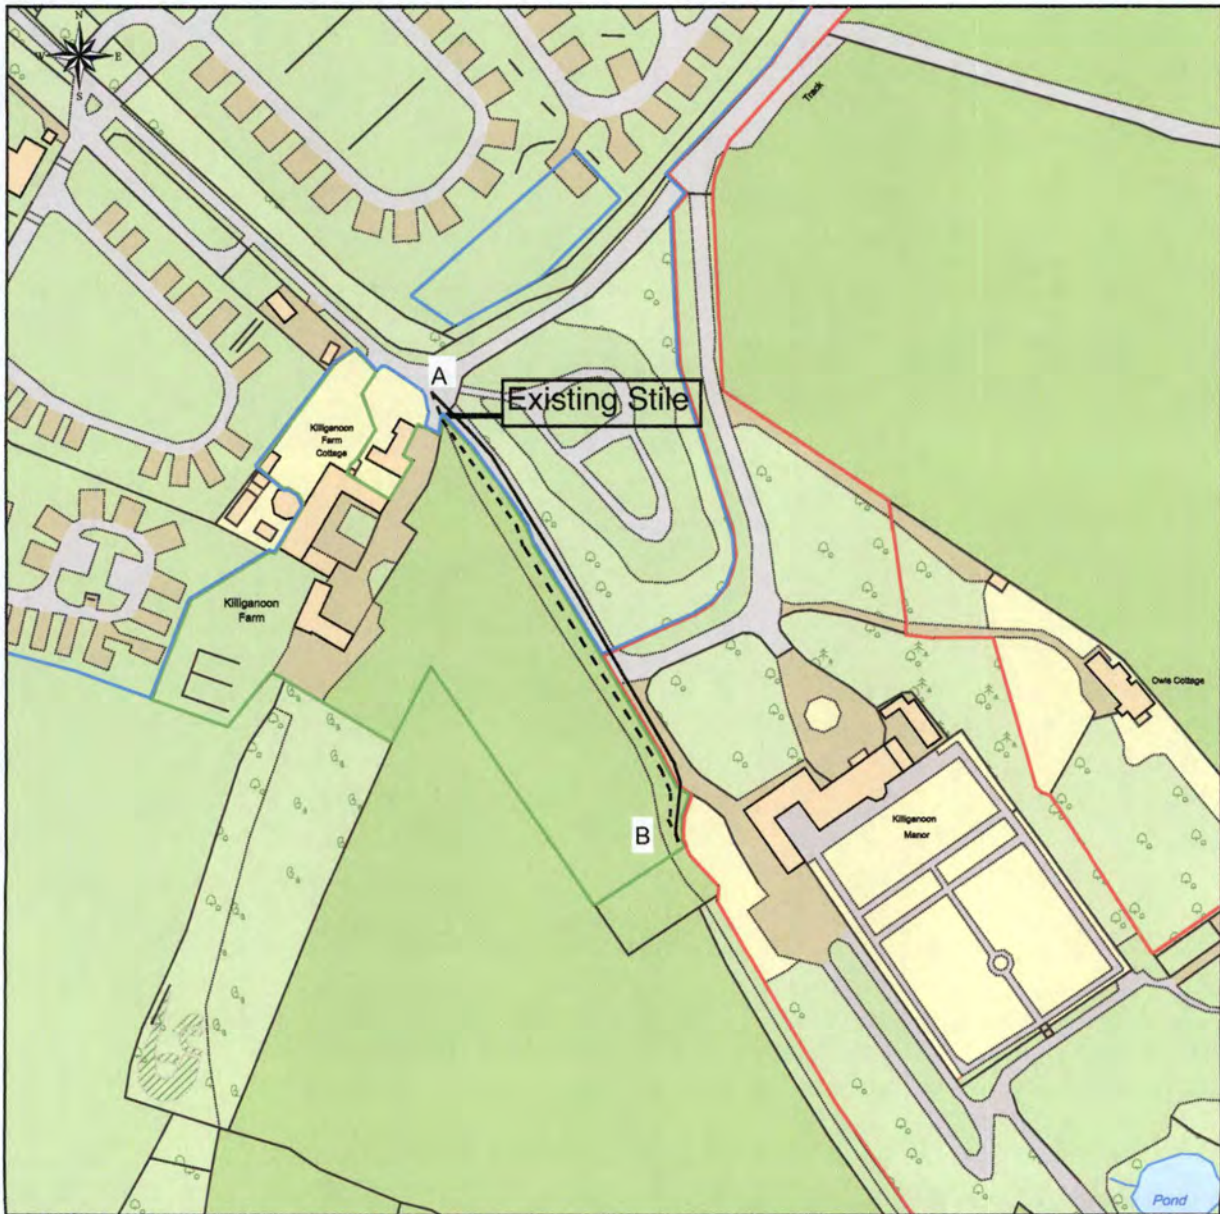 N
W
E
S
Track
A
Existing Stile
Killiganoon
Farm
Cottage
Killiganoon
Farm
Owls Cottage
B
Killiganoon
Manor
Pond